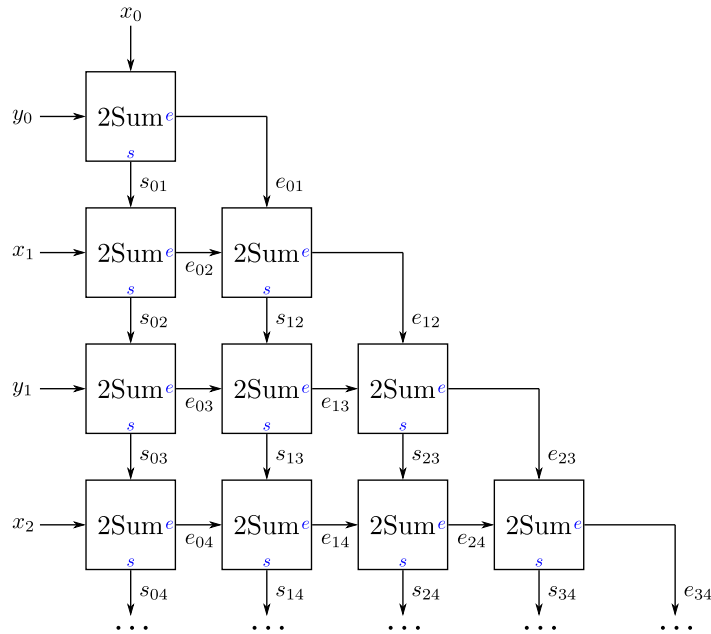 x₀
y₀ 2Sum e
s
s₀₁ e₀₁
x₁ 2Sum e 2Sum e
e₀₂
s s
s₀₂ s₁₂ e₁₂
y₁ 2Sum e 2Sum e 2Sum e
e₀₃ e₁₃
s s s
s₀₃ s₁₃ s₂₃ e₂₃
x₂ 2Sum e 2Sum e 2Sum e 2Sum e
e₀₄ e₁₄ e₂₄
s s s s
s₀₄ s₁₄ s₂₄ s₃₄ e₃₄
... ... ... ... ...